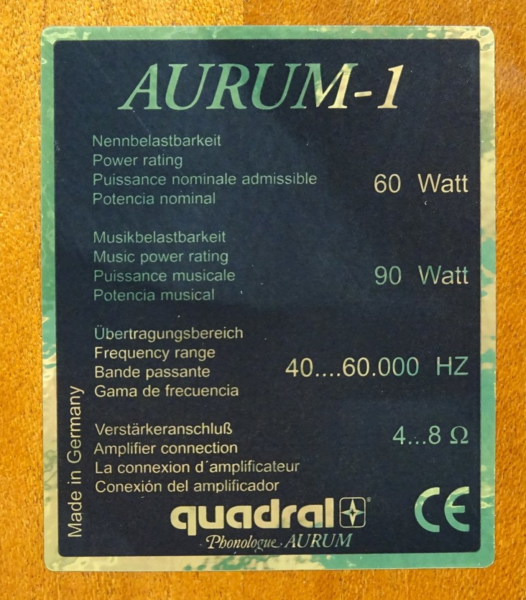 AURUM-1
Nennbelastbarkeit
Power rating
Puissance nominale admissible
Potencia nominal
60 Watt
Musikbelastbarkeit
Music power rating
Puissance musicale
Potencia musical
90 Watt
Übertragungsbereich
Frequency range
Bande passante
Gama de frecuencia
40....60.000 HZ
Verstärkeranschluß
Amplifier connection
La connexion d´amplificateur
Conexión del amplificador
4...8 Ω
Made in Germany
quadral®
Phonologue AURUM
CE